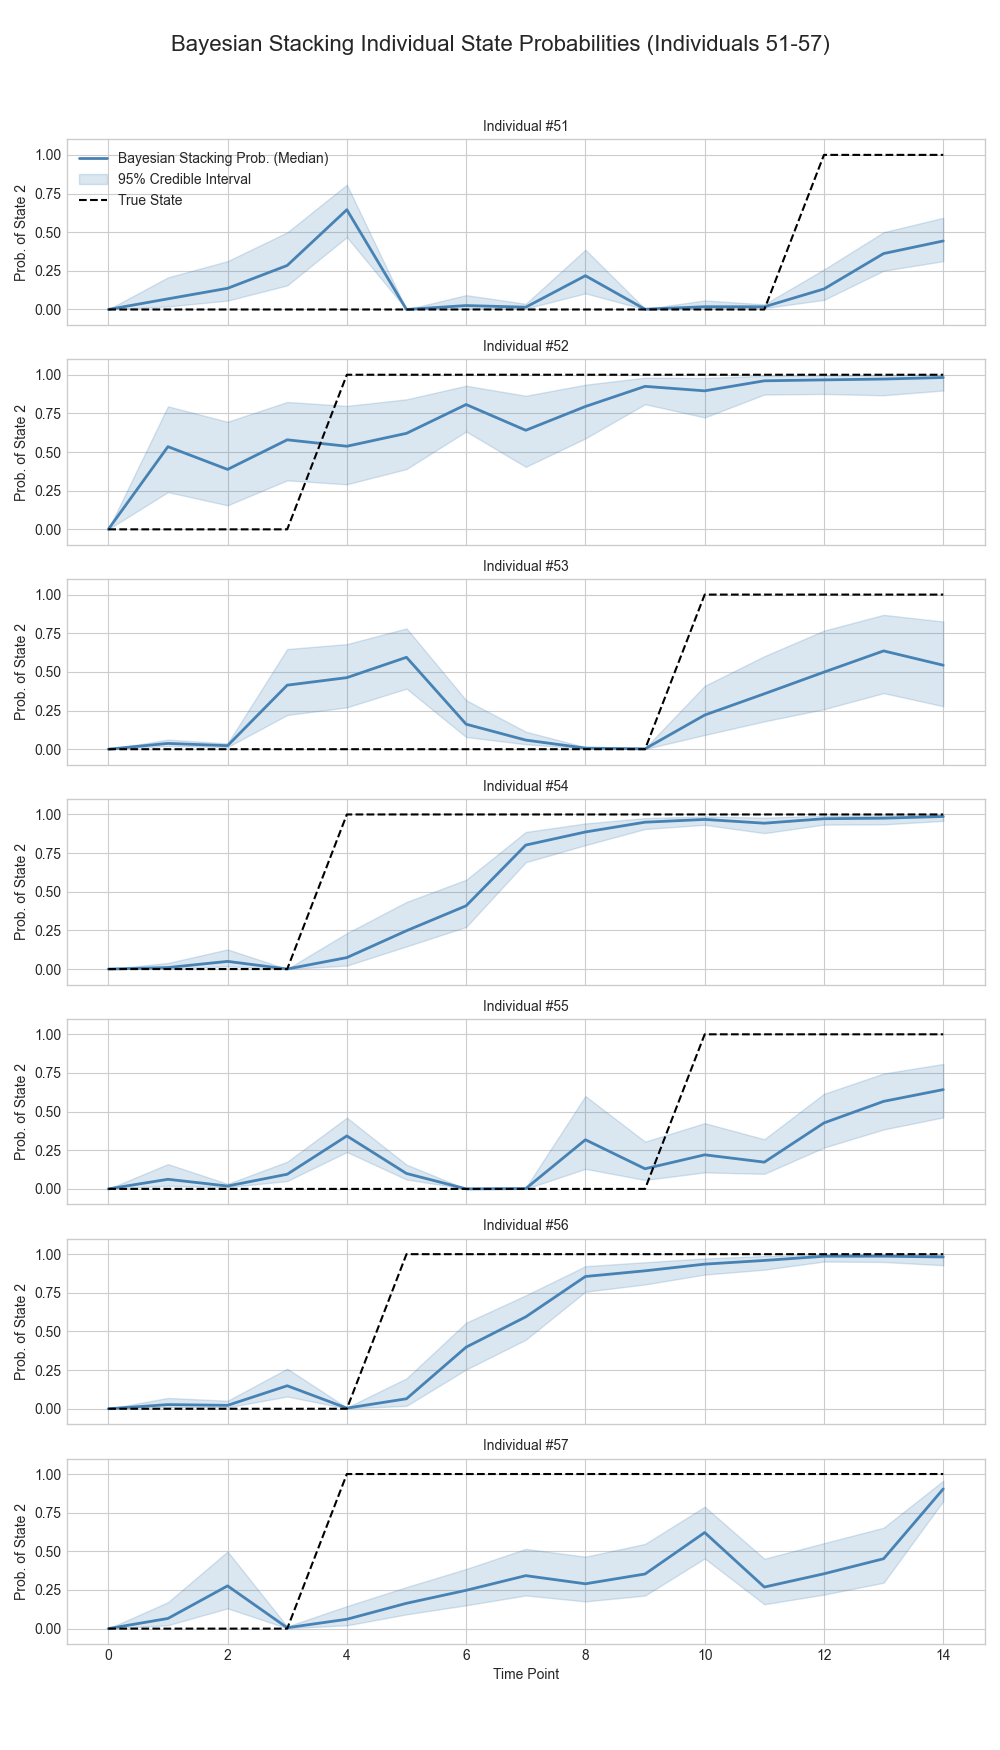 Bayesian Stacking Individual State Probabilities (Individuals 51-57)
Individual #51
1.00
0.75
0.50
0.25
0.00
Prob. of State 2
Bayesian Stacking Prob. (Median)
95% Credible Interval
True State
Individual #52
1.00
0.75
0.50
0.25
0.00
Prob. of State 2
Individual #53
1.00
0.75
0.50
0.25
0.00
Prob. of State 2
Individual #54
1.00
0.75
0.50
0.25
0.00
Prob. of State 2
Individual #55
1.00
0.75
0.50
0.25
0.00
Prob. of State 2
Individual #56
1.00
0.75
0.50
0.25
0.00
Prob. of State 2
Individual #57
1.00
0.75
0.50
0.25
0.00
Prob. of State 2
0 2 4 6 8 10 12 14
Time Point